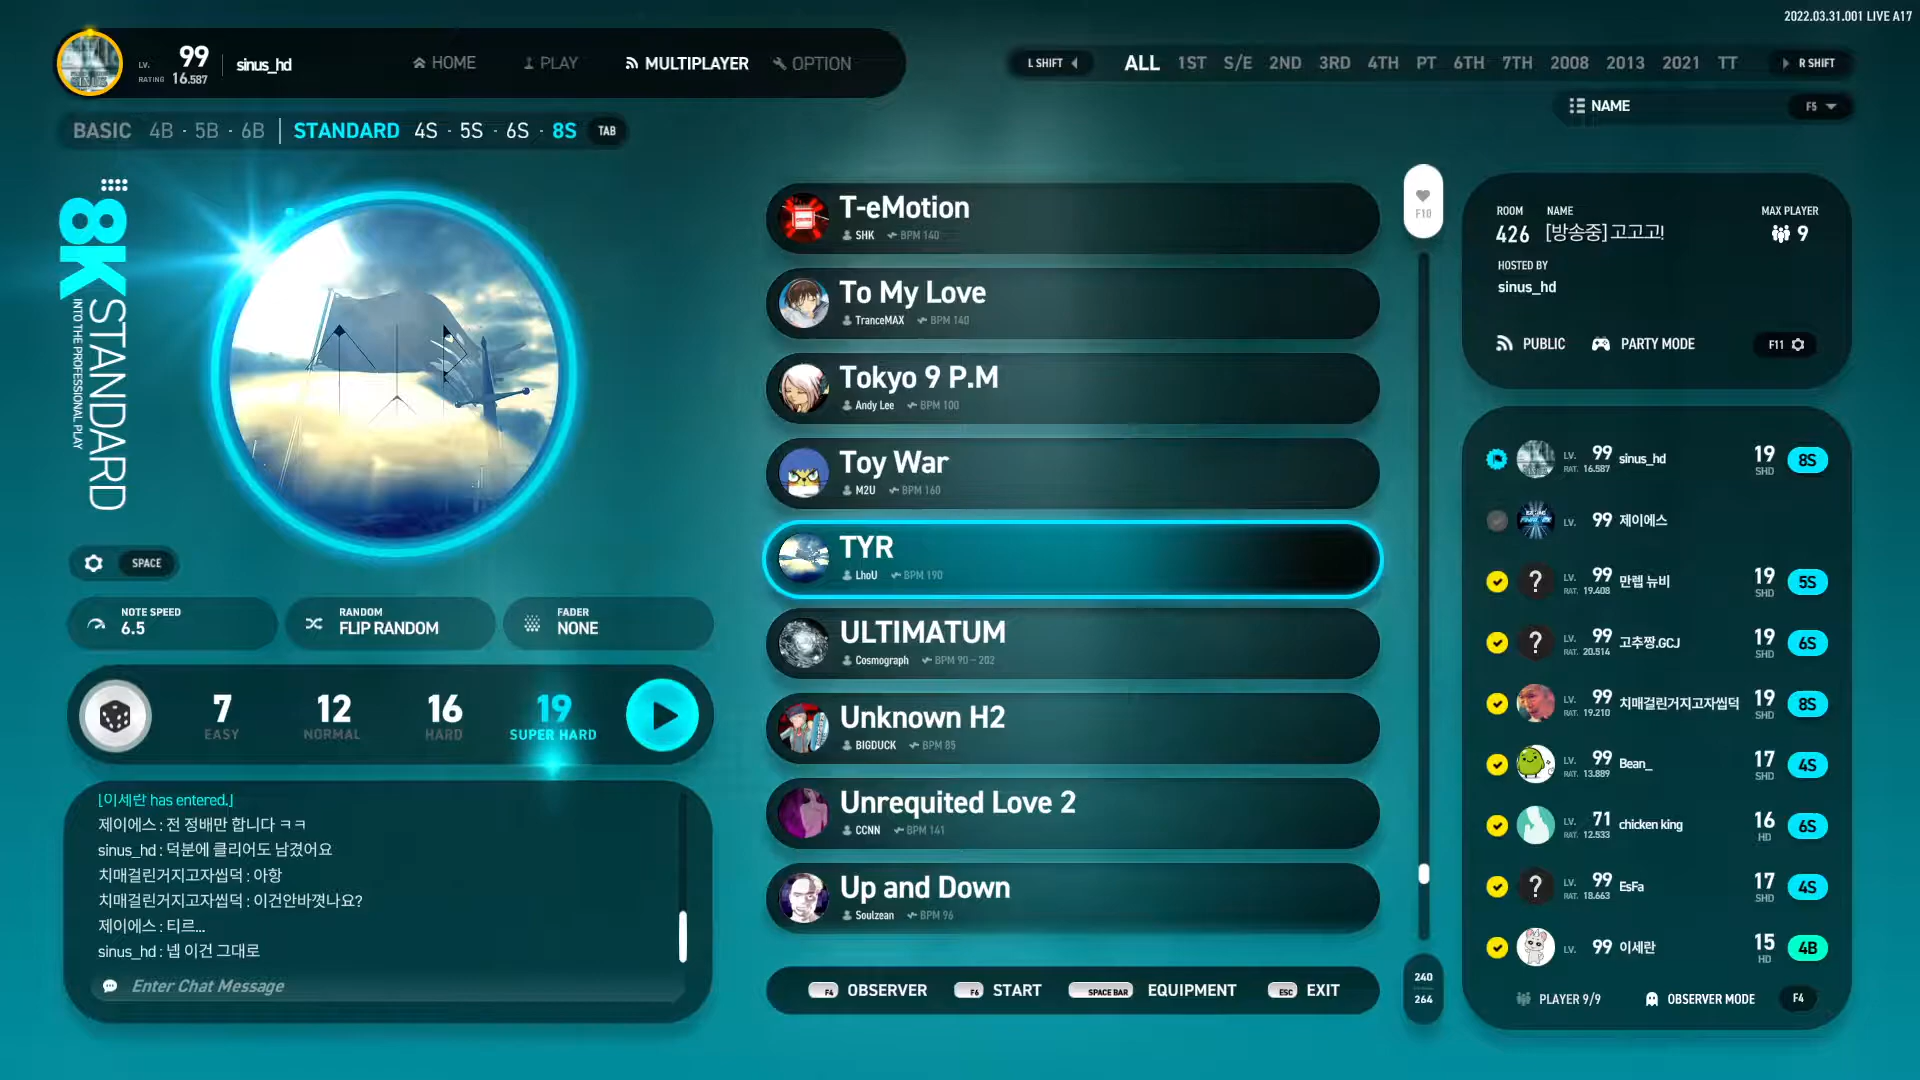 2022.03.31.001 LIVE A17
LV. 99 sinus_hd
RATING 16.587
HOME PLAY MULTIPLAYER OPTION
L SHIFT ALL 1ST S/E 2ND 3RD 4TH PT 6TH 7TH 2008 2013 2021 TT R SHIFT
NAME F5
BASIC 4B · 5B · 6B STANDARD 4S · 5S · 6S · 8S TAB
8K STANDARD
INTO THE PROFESSIONAL PLAY
SPACE
NOTE SPEED
6.5
RANDOM
FLIP RANDOM
FADER
NONE
7 12 16 19
EASY NORMAL HARD SUPER HARD
[이세란 has entered.]
제이에스 : 전 정배만 합니다 ㅋㅋ
sinus_hd : 덕분에 클리어도 남겼어요
치매걸린거지고자씹덕 : 아항
치매걸린거지고자씹덕 : 이건안바꼇나요?
제이에스 : 티르...
sinus_hd : 넵 이건 그대로
Enter Chat Message
T-eMotion
SHK BPM 140
To My Love
TranceMAX BPM 140
Tokyo 9 P.M
Andy Lee BPM 100
Toy War
M2U BPM 160
TYR
LhoU BPM 190
ULTIMATUM
Cosmograph BPM 90 - 202
Unknown H2
BIGDUCK BPM 85
Unrequited Love 2
CCNN BPM 141
Up and Down
Soulzean BPM 96
F4 OBSERVER F6 START SPACE BAR EQUIPMENT ESC EXIT
F10
240
264
ROOM NAME MAX PLAYER
426 [방송중] 고고고! 9
HOSTED BY
sinus_hd
PUBLIC PARTY MODE F11
LV. 99 sinus_hd 19 8S
RAT. 16.587 SHD
LV. 99 제이에스
LV. 99 만렙 뉴비 19 5S
RAT. 19.408 SHD
LV. 99 고추짱.GCJ 19 6S
RAT. 20.514 SHD
LV. 99 치매걸린거지고자씹덕 19 8S
RAT. 19.210 SHD
LV. 99 Bean_ 17 4S
RAT. 13.889 SHD
LV. 71 chicken king 16 6S
RAT. 12.533 HD
LV. 99 EsFa 17 4S
RAT. 18.663 SHD
LV. 99 이세란 15 4B
HD
PLAYER 9/9 OBSERVER MODE F4